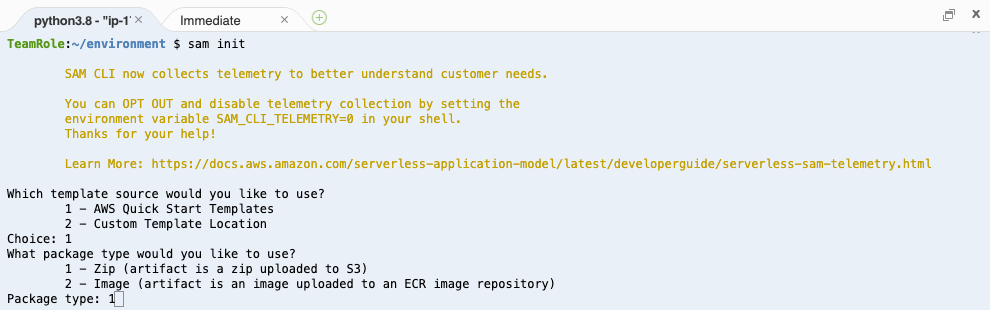 python3.8 - "ip-1
Immediate
TeamRole:~/environment $ sam init
SAM CLI now collects telemetry to better understand customer needs.
You can OPT OUT and disable telemetry collection by setting the
environment variable SAM_CLI_TELEMETRY=0 in your shell.
Thanks for your help!
Learn More: https://docs.aws.amazon.com/serverless-application-model/latest/developerguide/serverless-sam-telemetry.html
Which template source would you like to use?
1 - AWS Quick Start Templates
2 - Custom Template Location
Choice: 1
What package type would you like to use?
1 - Zip (artifact is a zip uploaded to S3)
2 - Image (artifact is an image uploaded to an ECR image repository)
Package type: 1